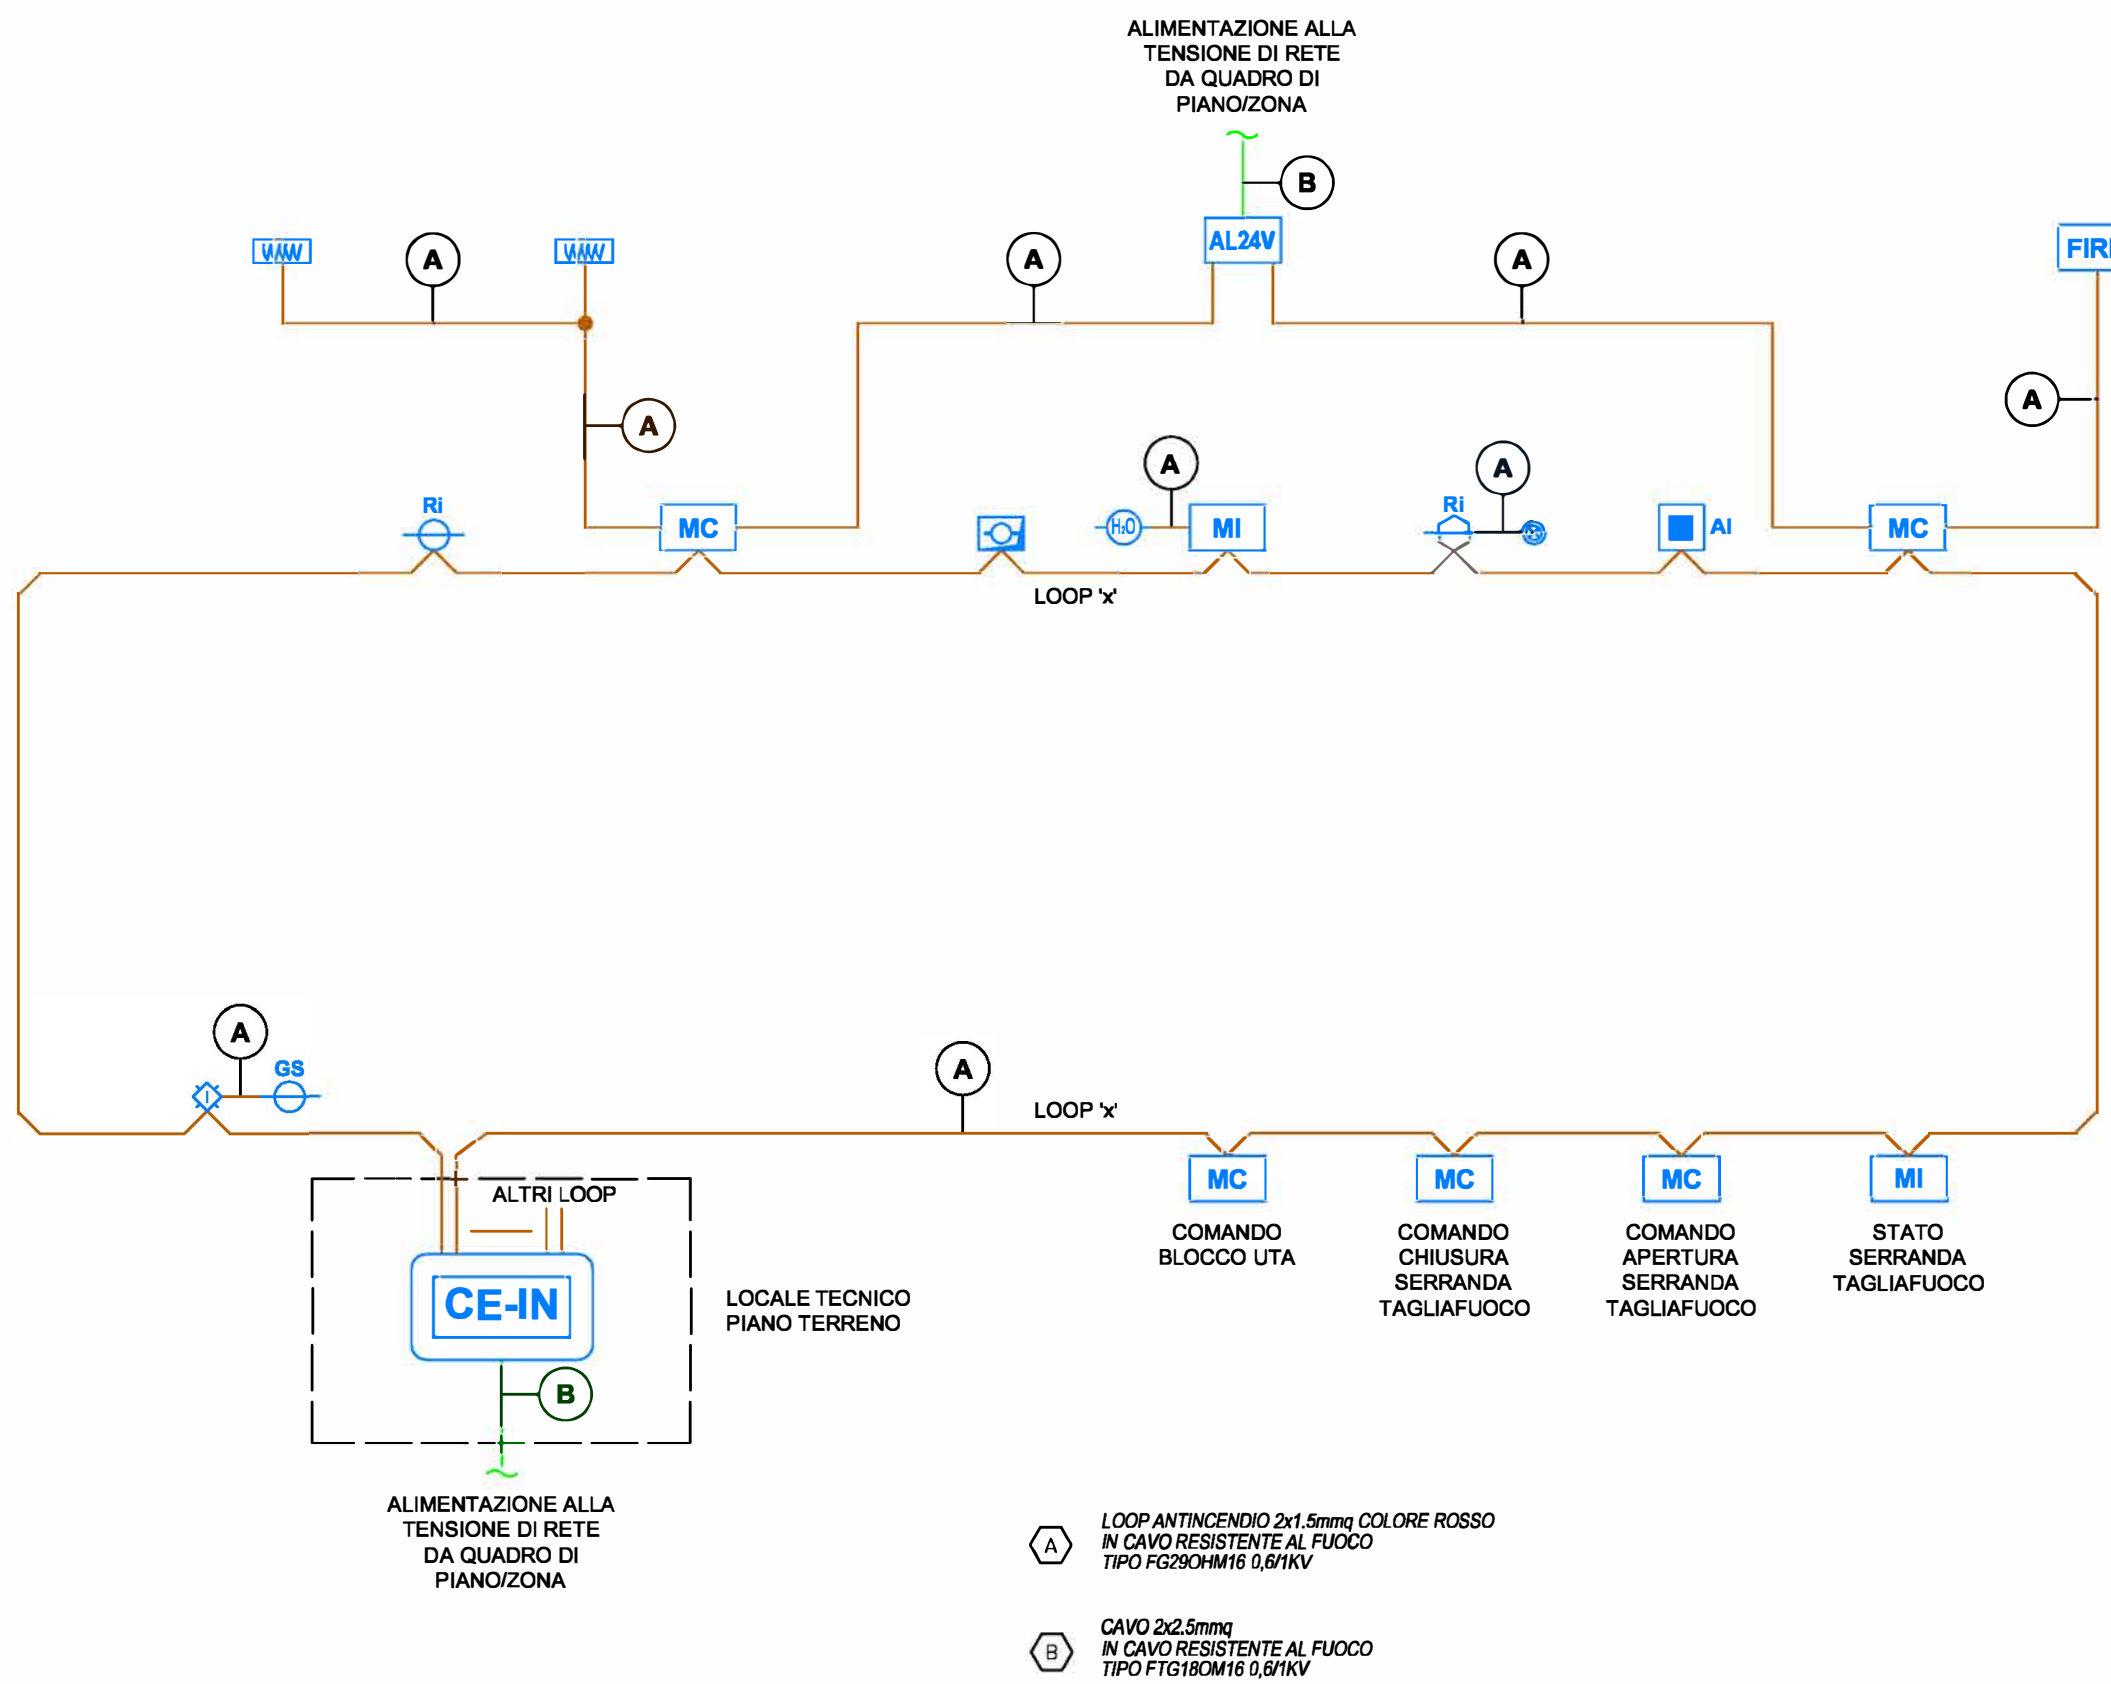 ALIMENTAZIONE ALLA
TENSIONE DI RETE
DA QUADRO DI
PIANO/ZONA
B
A
A
AL24V
A
FIRE
A
A
A
A
Ri
MC
H₂O
MI
Ri
AI
MC
LOOP 'x'
A
GS
A
LOOP 'x'
ALTRI LOOP
MC
MC
MC
MI
COMANDO
BLOCCO UTA
COMANDO
CHIUSURA
SERRANDA
TAGLIAFUOCO
COMANDO
APERTURA
SERRANDA
TAGLIAFUOCO
STATO
SERRANDA
TAGLIAFUOCO
CE-IN
LOCALE TECNICO
PIANO TERRENO
B
ALIMENTAZIONE ALLA
TENSIONE DI RETE
DA QUADRO DI
PIANO/ZONA
A
LOOP ANTINCENDIO 2x1.5mmq COLORE ROSSO
IN CAVO RESISTENTE AL FUOCO
TIPO FG29OHM16 0,6/1KV
B
CAVO 2x2.5mmq
IN CAVO RESISTENTE AL FUOCO
TIPO FTG18OM16 0,6/1KV